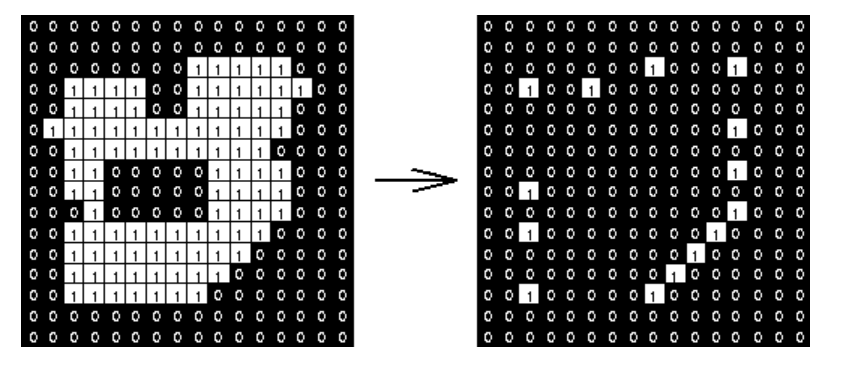 0 0 0 0 0 0 0 0 0 0 0 0 0 0 0 0 0 0 0 0 0 0 0 0 0 0 0 0 0 0 0 0
0 0 0 0 0 0 0 0 0 0 0 0 0 0 0 0 0 0 0 0 0 0 0 0 0 0 0 0 0 0 0 0
0 0 0 0 0 0 0 0 1 1 1 1 1 0 0 0 0 0 0 0 0 0 0 0 1 0 0 0 1 0 0 0
0 0 1 1 1 1 0 0 1 1 1 1 1 1 0 0 0 0 1 0 0 1 0 0 0 0 0 0 0 0 0 0
0 0 1 1 1 1 0 0 1 1 1 1 1 0 0 0 0 0 0 0 0 0 0 0 0 0 0 0 0 0 0 0
0 1 1 1 1 1 1 1 1 1 1 1 1 0 0 0 0 0 0 0 0 0 0 0 0 0 0 0 1 0 0 0
0 0 1 1 1 1 1 1 1 1 1 1 0 0 0 0 0 0 0 0 0 0 0 0 0 0 0 0 0 0 0 0
0 0 1 1 0 0 0 0 0 1 1 1 1 0 0 0 0 0 0 0 0 0 0 0 0 0 0 0 1 0 0 0
0 0 1 1 0 0 0 0 0 1 1 1 1 0 0 0 0 0 1 0 0 0 0 0 0 0 0 0 0 0 0 0
0 0 0 1 0 0 0 0 0 1 1 1 1 0 0 0 0 0 0 0 0 0 0 0 0 0 0 0 1 0 0 0
0 0 1 1 1 1 1 1 1 1 1 1 0 0 0 0 0 0 1 0 0 0 0 0 0 0 0 1 0 0 0 0
0 0 1 1 1 1 1 1 1 1 1 0 0 0 0 0 0 0 0 0 0 0 0 0 0 0 1 0 0 0 0 0
0 0 1 1 1 1 1 1 1 1 0 0 0 0 0 0 0 0 0 0 0 0 0 0 0 1 0 0 0 0 0 0
0 0 1 1 1 1 1 1 1 0 0 0 0 0 0 0 0 0 1 0 0 0 0 0 1 0 0 0 0 0 0 0
0 0 0 0 0 0 0 0 0 0 0 0 0 0 0 0 0 0 0 0 0 0 0 0 0 0 0 0 0 0 0 0
0 0 0 0 0 0 0 0 0 0 0 0 0 0 0 0 0 0 0 0 0 0 0 0 0 0 0 0 0 0 0 0